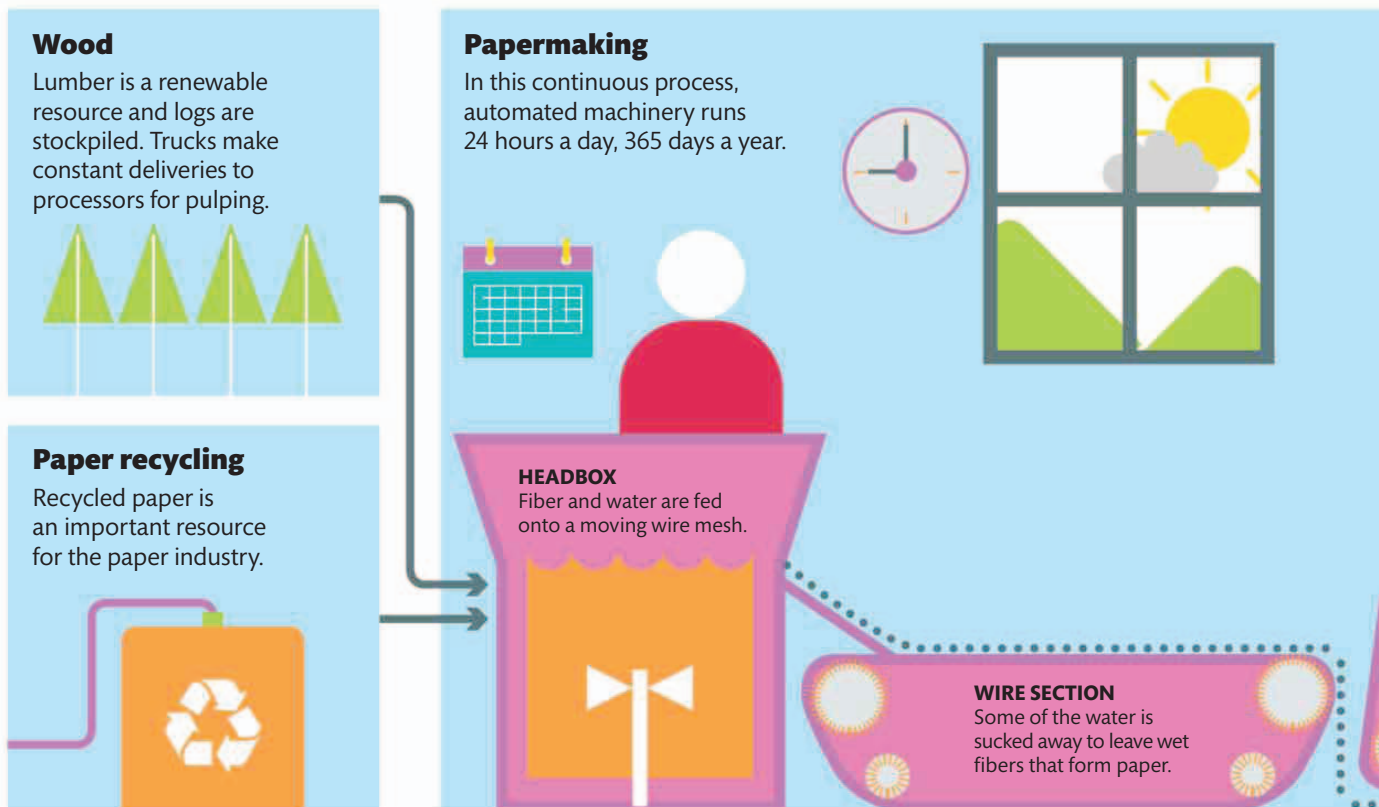 Wood
Lumber is a renewable
resource and logs are
stockpiled. Trucks make
constant deliveries to
processors for pulping.
Paper recycling
Recycled paper is
an important resource
for the paper industry.
Papermaking
In this continuous process,
automated machinery runs
24 hours a day, 365 days a year.
HEADBOX
Fiber and water are fed
onto a moving wire mesh.
WIRE SECTION
Some of the water is
sucked away to leave wet
fibers that form paper.